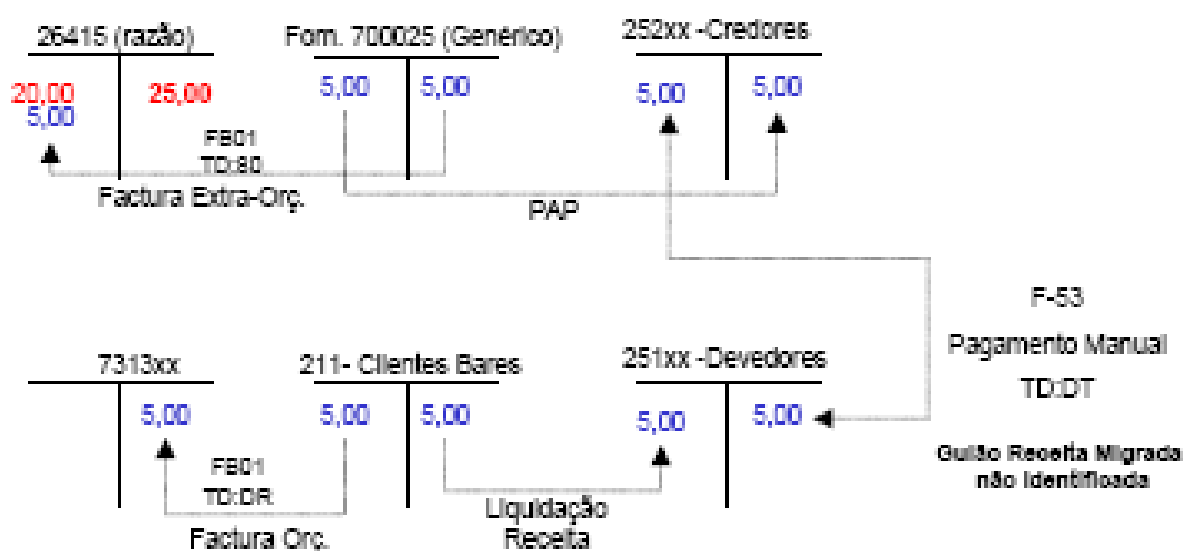 26415 (razão)
Forn. 700025 (Genérico)
252xx -Credores
20,00
25,00
5,00
5,00
5,00
5,00
5,00
FB01
TD:80
Factura Extra-Orç.
PAP
F-53
Pagamento Manual
TD:DT
Guião Receita Migrada
não Identificada
7313xx
211- Clientes Bares
251xx -Devedores
5,00
5,00
5,00
5,00
5,00
FB01
TD:DR
Factura Orç.
Liquidação
Receita